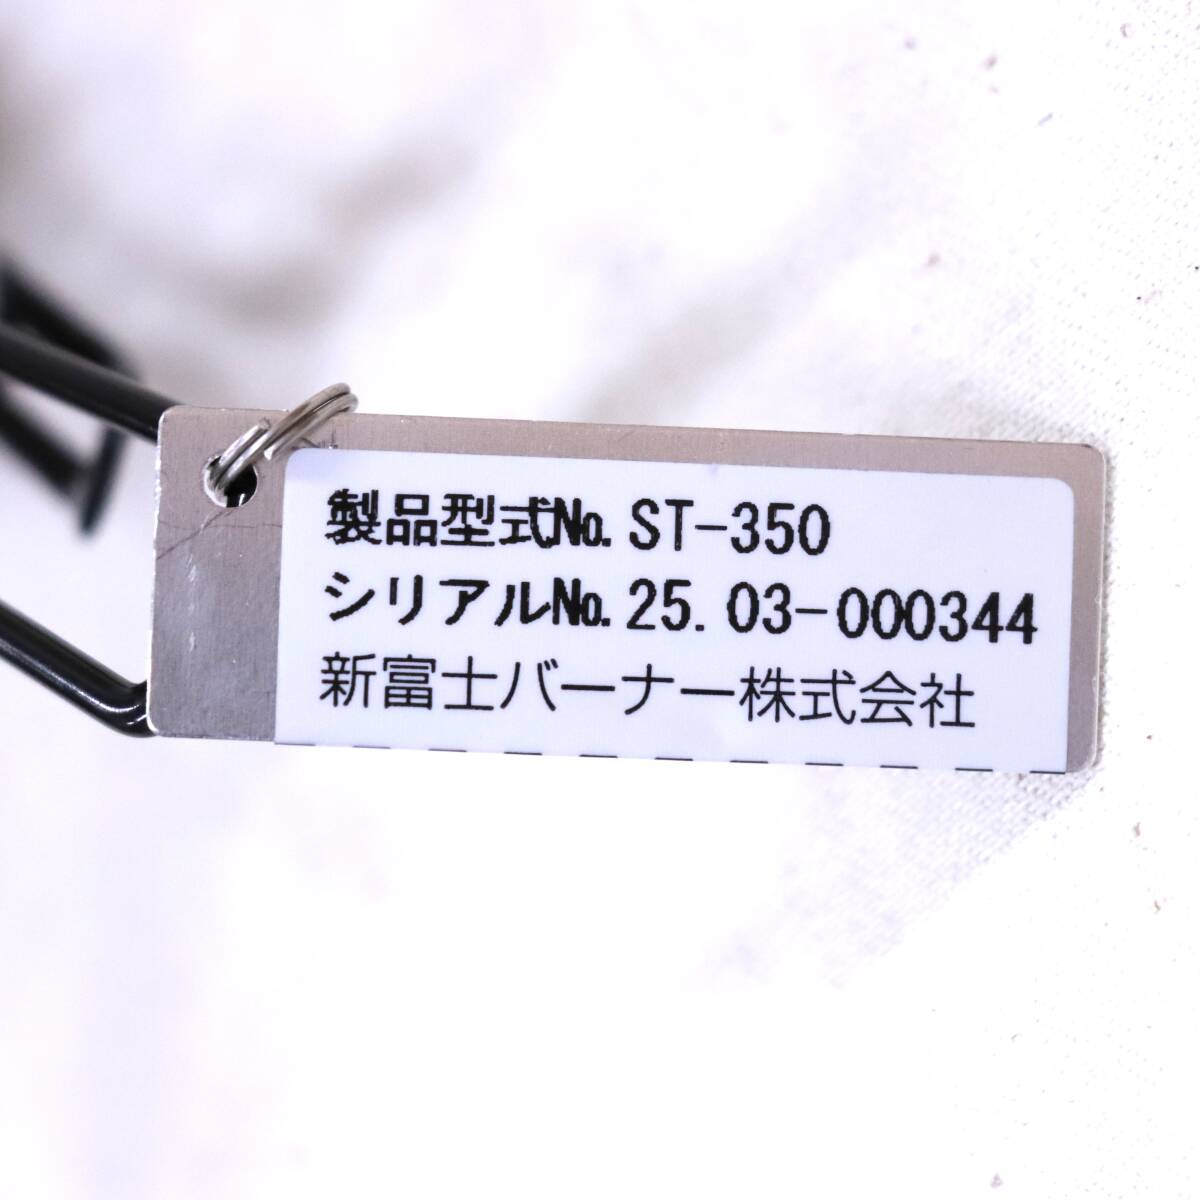 製品型式No. ST-350
シリアルNo. 25. 03-000344
新富士バーナー株式会社